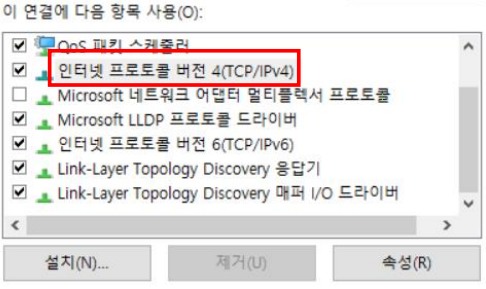 이 연결에 다음 항목 사용(O):
QoS 패킷 스케줄러
인터넷 프로토콜 버전 4(TCP/IPv4)
Microsoft 네트워크 어댑터 멀티플렉서 프로토콜
Microsoft LLDP 프로토콜 드라이버
인터넷 프로토콜 버전 6(TCP/IPv6)
Link-Layer Topology Discovery 응답기
Link-Layer Topology Discovery 매퍼 I/O 드라이버
설치(N)... 제거(U) 속성(R)